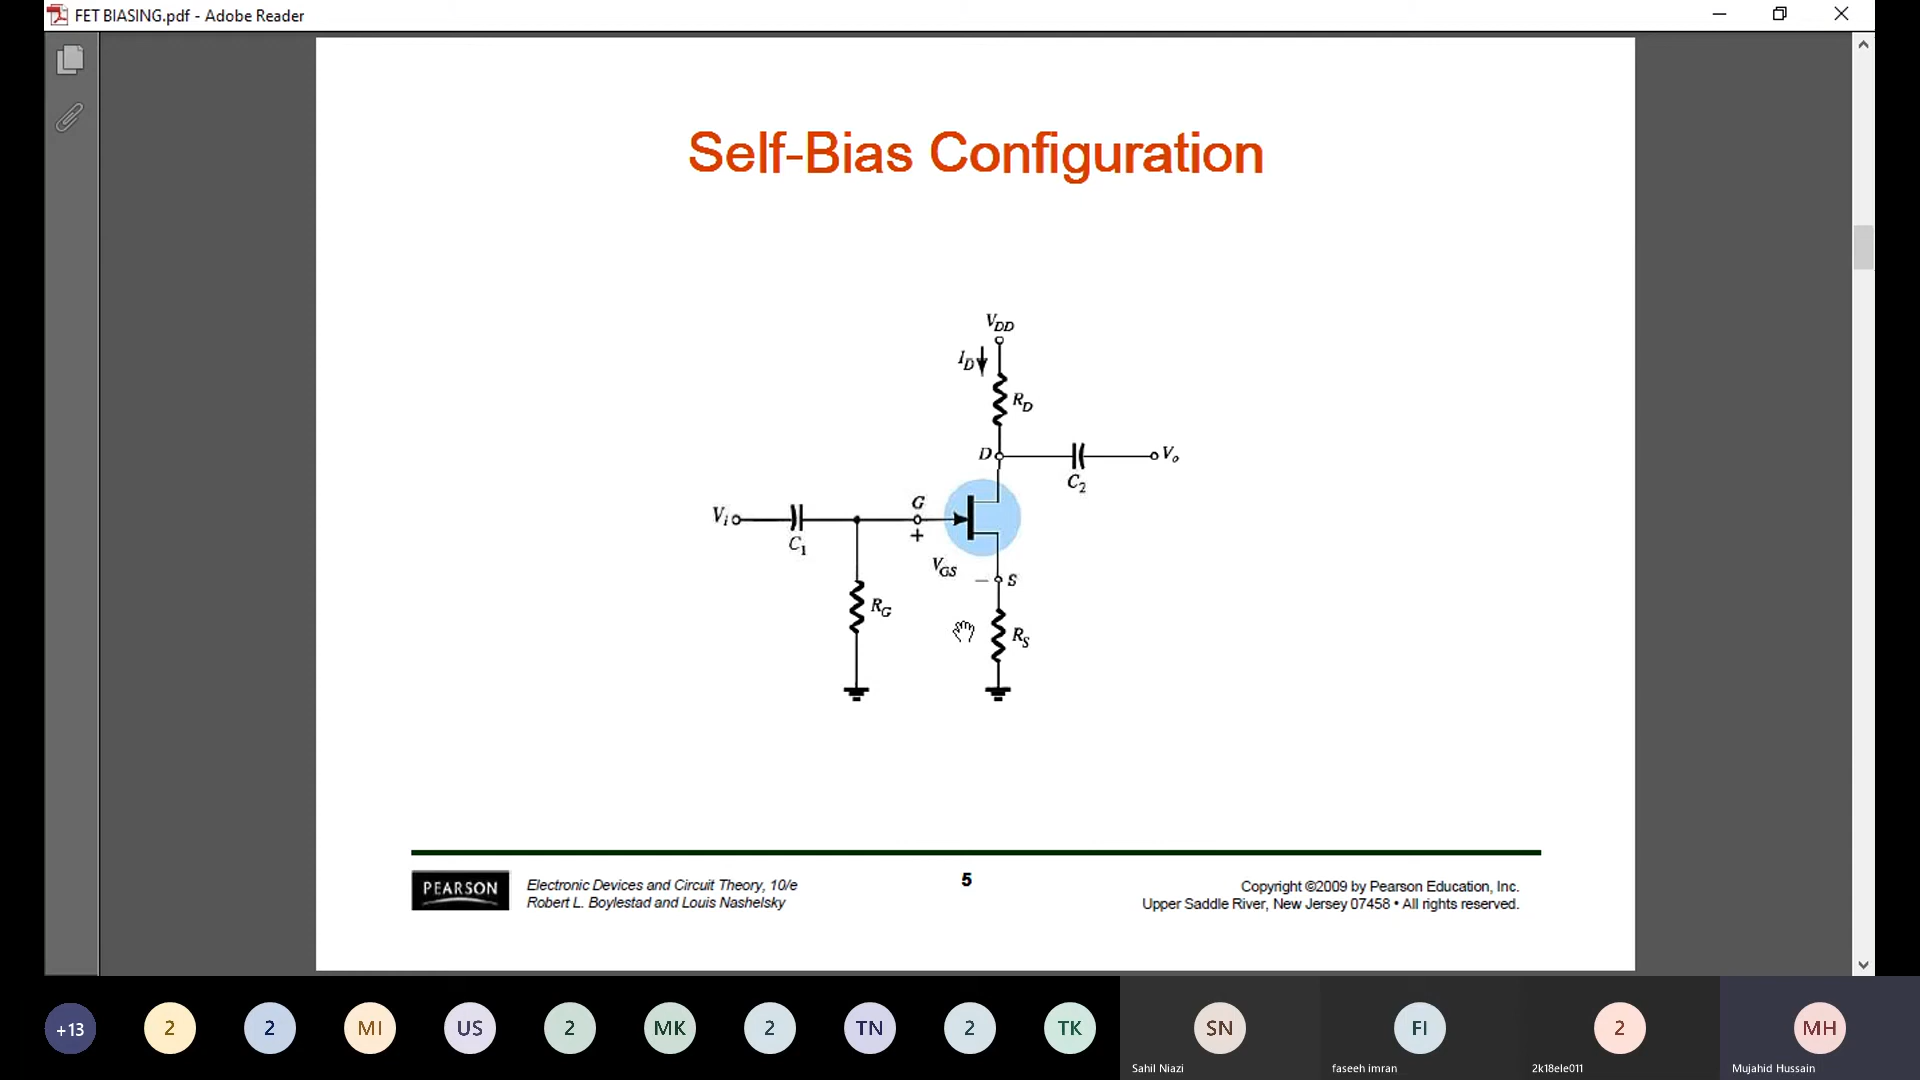 FET BIASING.pdf - Adobe Reader
Self-Bias Configuration
VDD
ID
RD
D
Vo
C2
G
Vi
+
C1
VGS
– S
RG
RS
PEARSON
Electronic Devices and Circuit Theory, 10/e
Robert L. Boylestad and Louis Nashelsky
5
Copyright ©2009 by Pearson Education, Inc.
Upper Saddle River, New Jersey 07458 • All rights reserved.
+13 2 2 MI US 2 MK 2 TN 2 TK SN FI 2 MH
Sahil Niazi faseeh imran 2k18ele011 Mujahid Hussain